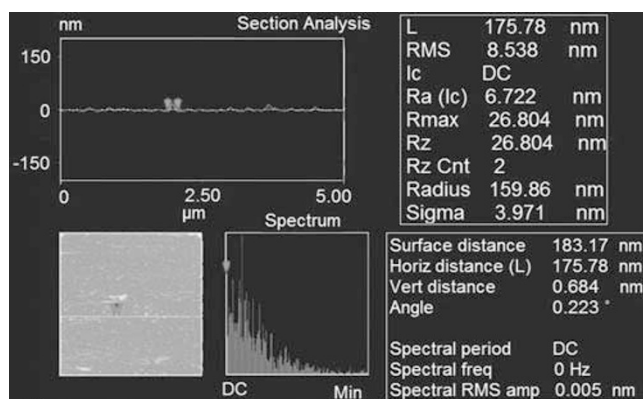 nm
Section Analysis
150
0
-150
0
2.50
5.00
µm
L 175.78 nm
RMS 8.538 nm
Ic DC
Ra (Ic) 6.722 nm
Rmax 26.804 nm
Rz 26.804 nm
Rz Cnt 2
Radius 159.86 nm
Sigma 3.971 nm
Spectrum
DC
Min
Surface distance 183.17 nm
Horiz distance (L) 175.78 nm
Vert distance 0.684 nm
Angle 0.223 °
Spectral period DC
Spectral freq 0 Hz
Spectral RMS amp 0.005 nm